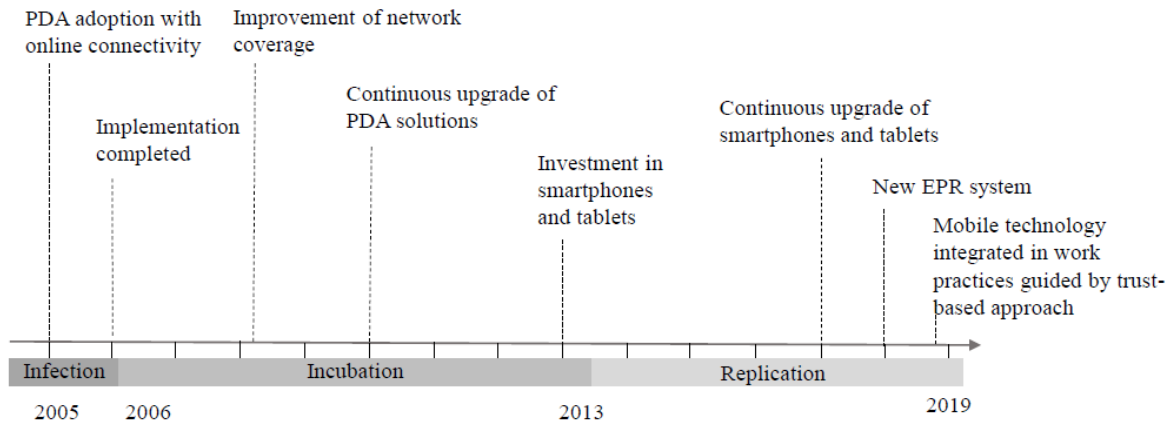 PDA adoption with
online connectivity
Improvement of network
coverage
Implementation
completed
Continuous upgrade of
PDA solutions
Investment in
smartphones
and tablets
Continuous upgrade of
smartphones and tablets
New EPR system
Mobile technology
integrated in work
practices guided by trust-
based approach
Infection
Incubation
Replication
2005
2006
2013
2019